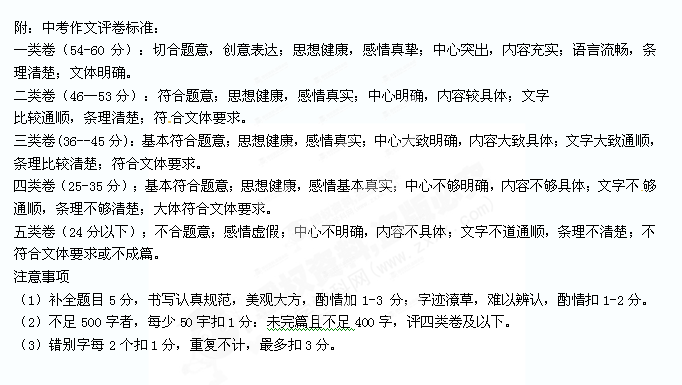 附：中考作文评卷标准：
一类卷（54-60 分）：切合题意，创意表达；思想健康，感情真挚；中心突出，内容充实；语言流畅，条
理清楚；文体明确。
二类卷（46—53 分）：符合题意；思想健康，感情真实；中心明确，内容较具体；文字
比较通顺，条理清楚；符合文体要求。
三类卷(36--45 分)：基本符合题意；思想健康，感情真实；中心大致明确，内容大致具体；文字大致通顺，
条理比较清楚；符合文体要求。
四类卷（25-35 分）；基本符合题意；思想健康，感情基本真实；中心不够明确，内容不够具体；文字不够
通顺，条理不够清楚；大体符合文体要求。
五类卷（24 分以下）；不合题意；感情虚假；中心不明确，内容不具体；文字不道通顺，条理不清楚；不
符合文体要求或不成篇。
注意事项
（1）补全题目 5 分，书写认真规范，美观大方，酌情加 1-3 分；字迹潦草，难以辨认，酌情扣 1-2 分。
（2）不足 500 字者，每少 50 宇扣 1 分：未完篇且不足 400 字，评四类卷及以下。
（3）错别字每 2 个扣 1 分，重复不计，最多扣 3 分。